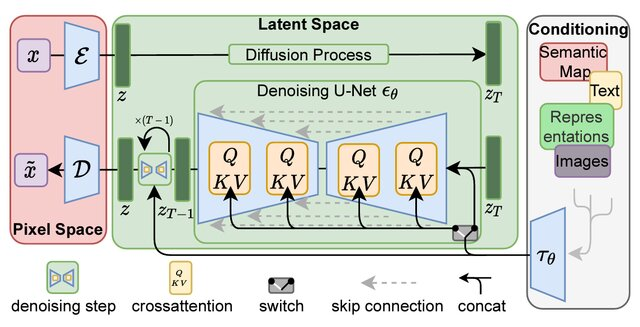 Latent Space
Conditioning
x
ℰ
Diffusion Process
Semantic
Map
z
z_T
Text
Denoising U-Net ϵ_θ
×(T−1)
Repres
entations
Q
KV
Q
KV
Q
KV
Q
KV
Images
x̃
𝒟
z
z_{T−1}
z_T
Pixel Space
τ_θ
Q
KV
denoising step
crossattention
switch
skip connection
concat